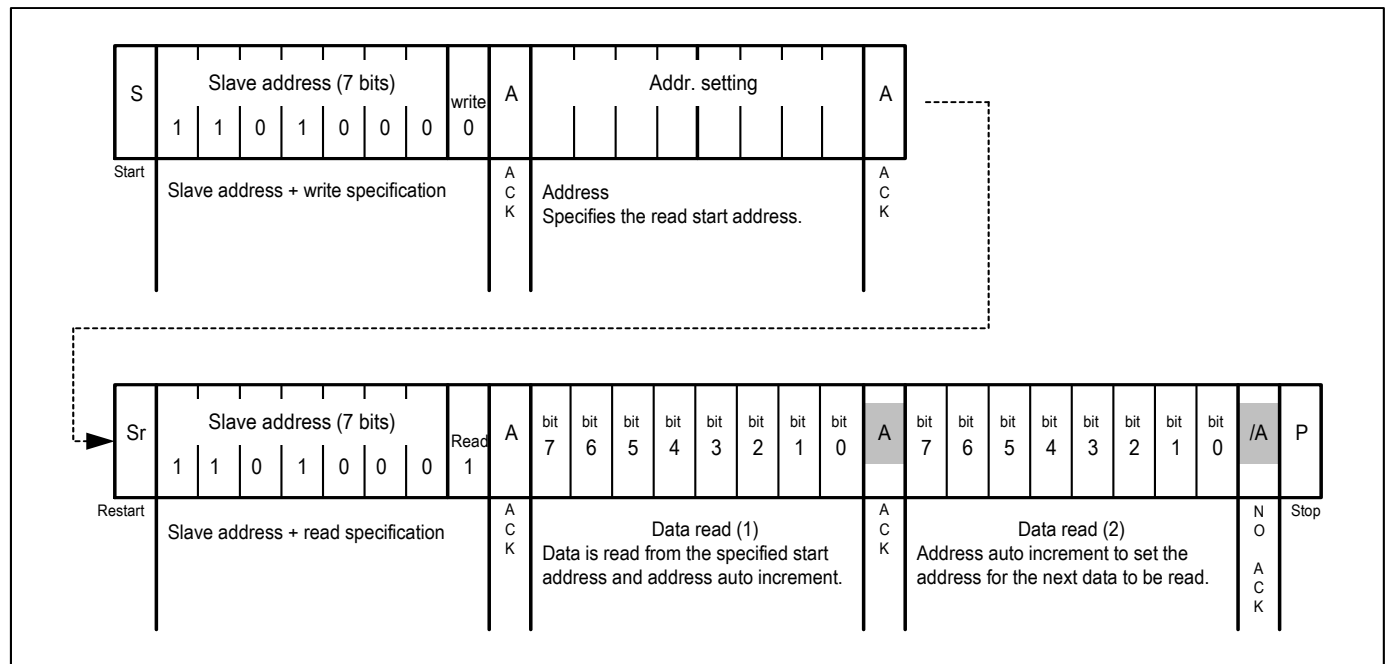 S
Slave address (7 bits)
1 1 0 1 0 0 0
write
0
A
Addr. setting
A
Start
Slave address + write specification
A
C
K
Address
Specifies the read start address.
A
C
K
Sr
Slave address (7 bits)
1 1 0 1 0 0 0
Read
1
A
bit bit bit bit bit bit bit bit
7 6 5 4 3 2 1 0
A
bit bit bit bit bit bit bit bit
7 6 5 4 3 2 1 0
/A
P
Restart
Slave address + read specification
A
C
K
Data read (1)
Data is read from the specified start
address and address auto increment.
A
C
K
Data read (2)
Address auto increment to set the
address for the next data to be read.
N
O
A
C
K
Stop